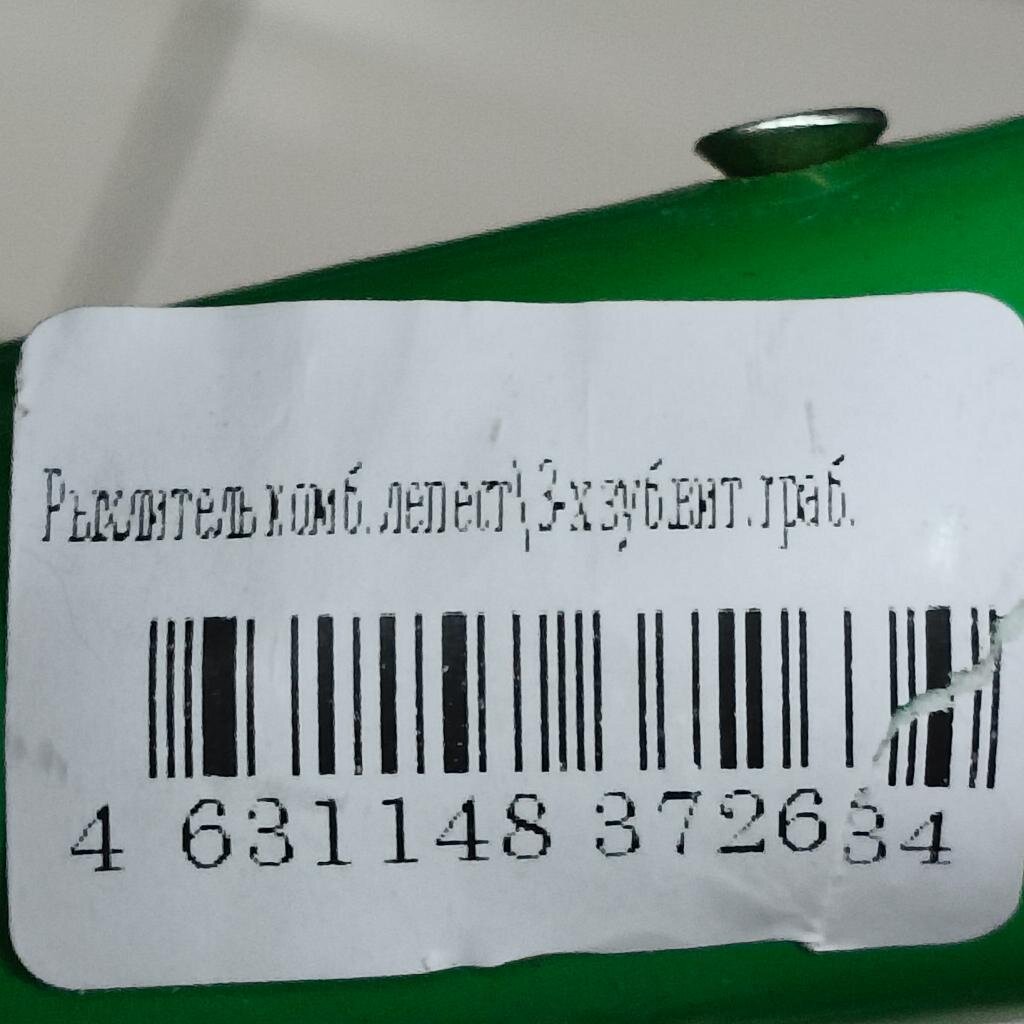 Рыхлитель комб.лепест\3-х зуб.вит.граб.
4 631148 372634